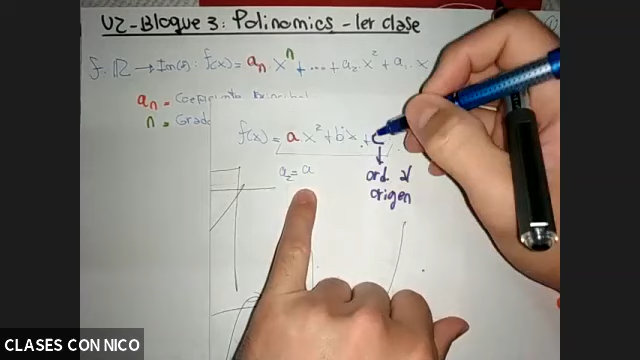 U2-Bloque 3: Polinomics - 1er clase
f: ℝ → Im(f): f(x) = aₙ xⁿ + ... + a₂ x² + a₁ . x
aₙ = Coeficiente Principal
n = Grado
f(x) = a x² + b x + c
a₂ = a
ord al
origen
CLASES CON NICO